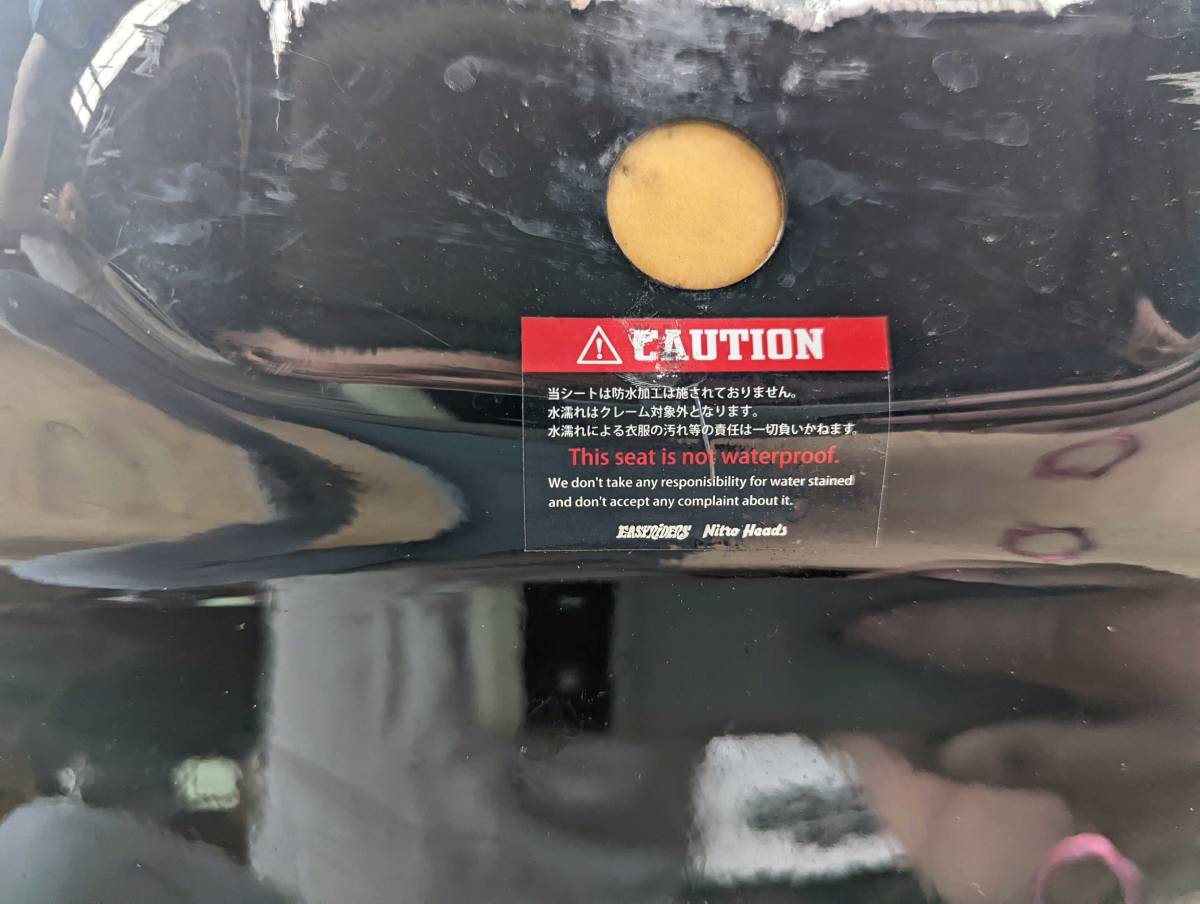 CAUTION
当シートは防水加工は施されておりません。
水濡れはクレーム対象外となります。
水濡れによる衣服の汚れ等の責任は一切負いかねます。
This seat is not waterproof.
We don't take any responisibility for water stained
and don't accept any complaint about it.
EASYRIDERS Nitro Heads